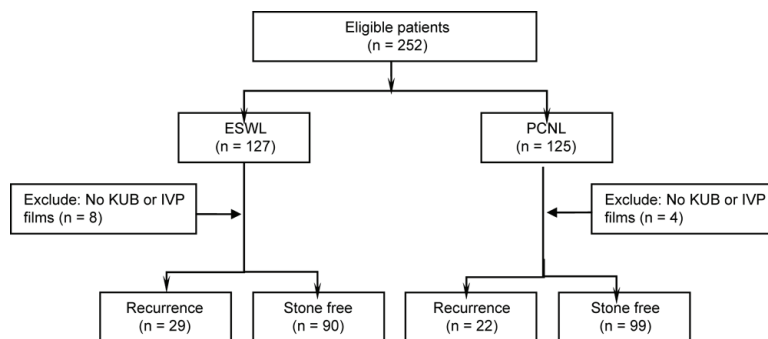 Eligible patients
(n = 252)
ESWL
(n = 127)
PCNL
(n = 125)
Exclude: No KUB or IVP
films (n = 8)
Exclude: No KUB or IVP
films (n = 4)
Recurrence
(n = 29)
Stone free
(n = 90)
Recurrence
(n = 22)
Stone free
(n = 99)